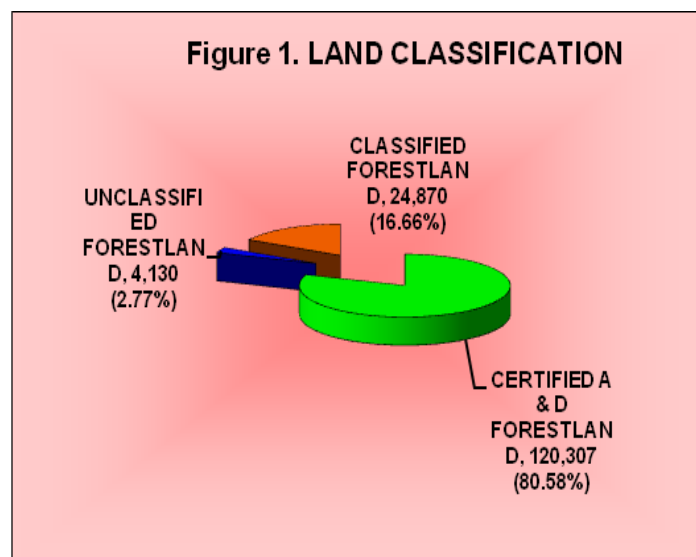 Figure 1. LAND CLASSIFICATION
CLASSIFIED
FORESTLAN
D, 24,870
(16.66%)
UNCLASSIFI
ED
FORESTLAN
D, 4,130
(2.77%)
CERTIFIED A
& D
FORESTLAN
D, 120,307
(80.58%)